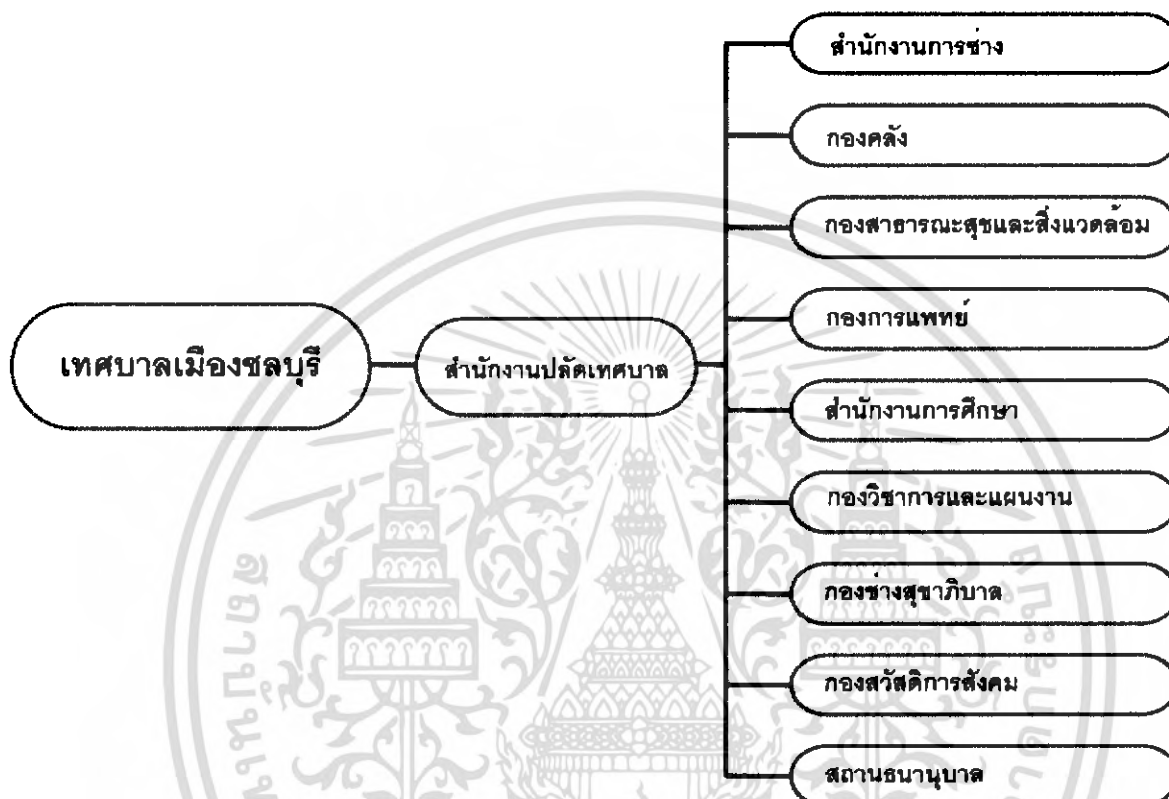 สำนักงานการช่าง
กองคลัง
กองสาธารณะสุขและสิ่งแวดล้อม
กองการแพทย์
เทศบาลเมืองชลบุรี
สำนักงานปลัดเทศบาล
สำนักงานการศึกษา
กองวิชาการและแผนงาน
กองช่างสุขาภิบาล
กองสวัสดิการสังคม
สถานธนานุบาล